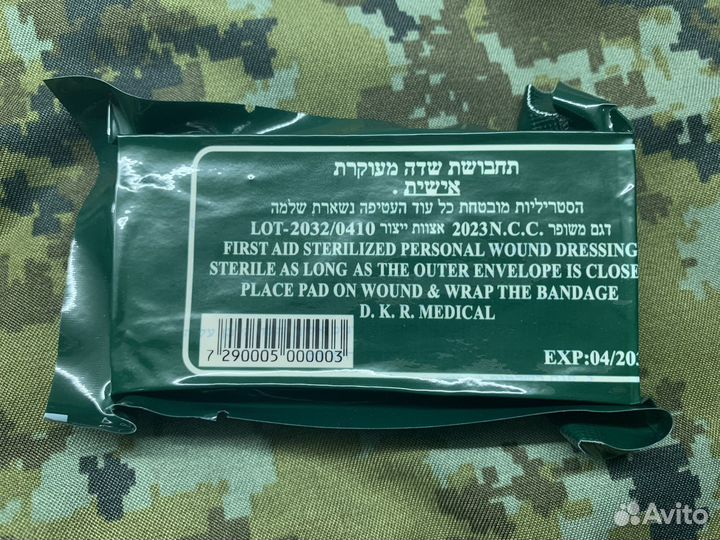 תחבושת שדה מעוקרת
אישית .
הסטריליות מובטחת כל עוד העטיפה נשארת שלמה
דגם משופר .2023N.C.C אצוות ייצור LOT-2032/0410
FIRST AID STERILIZED PERSONAL WOUND DRESSING
STERILE AS LONG AS THE OUTER ENVELOPE IS CLOSE
PLACE PAD ON WOUND & WRAP THE BANDAGE
D. K. R. MEDICAL
7 290005 000003
EXP:04/202
Avito